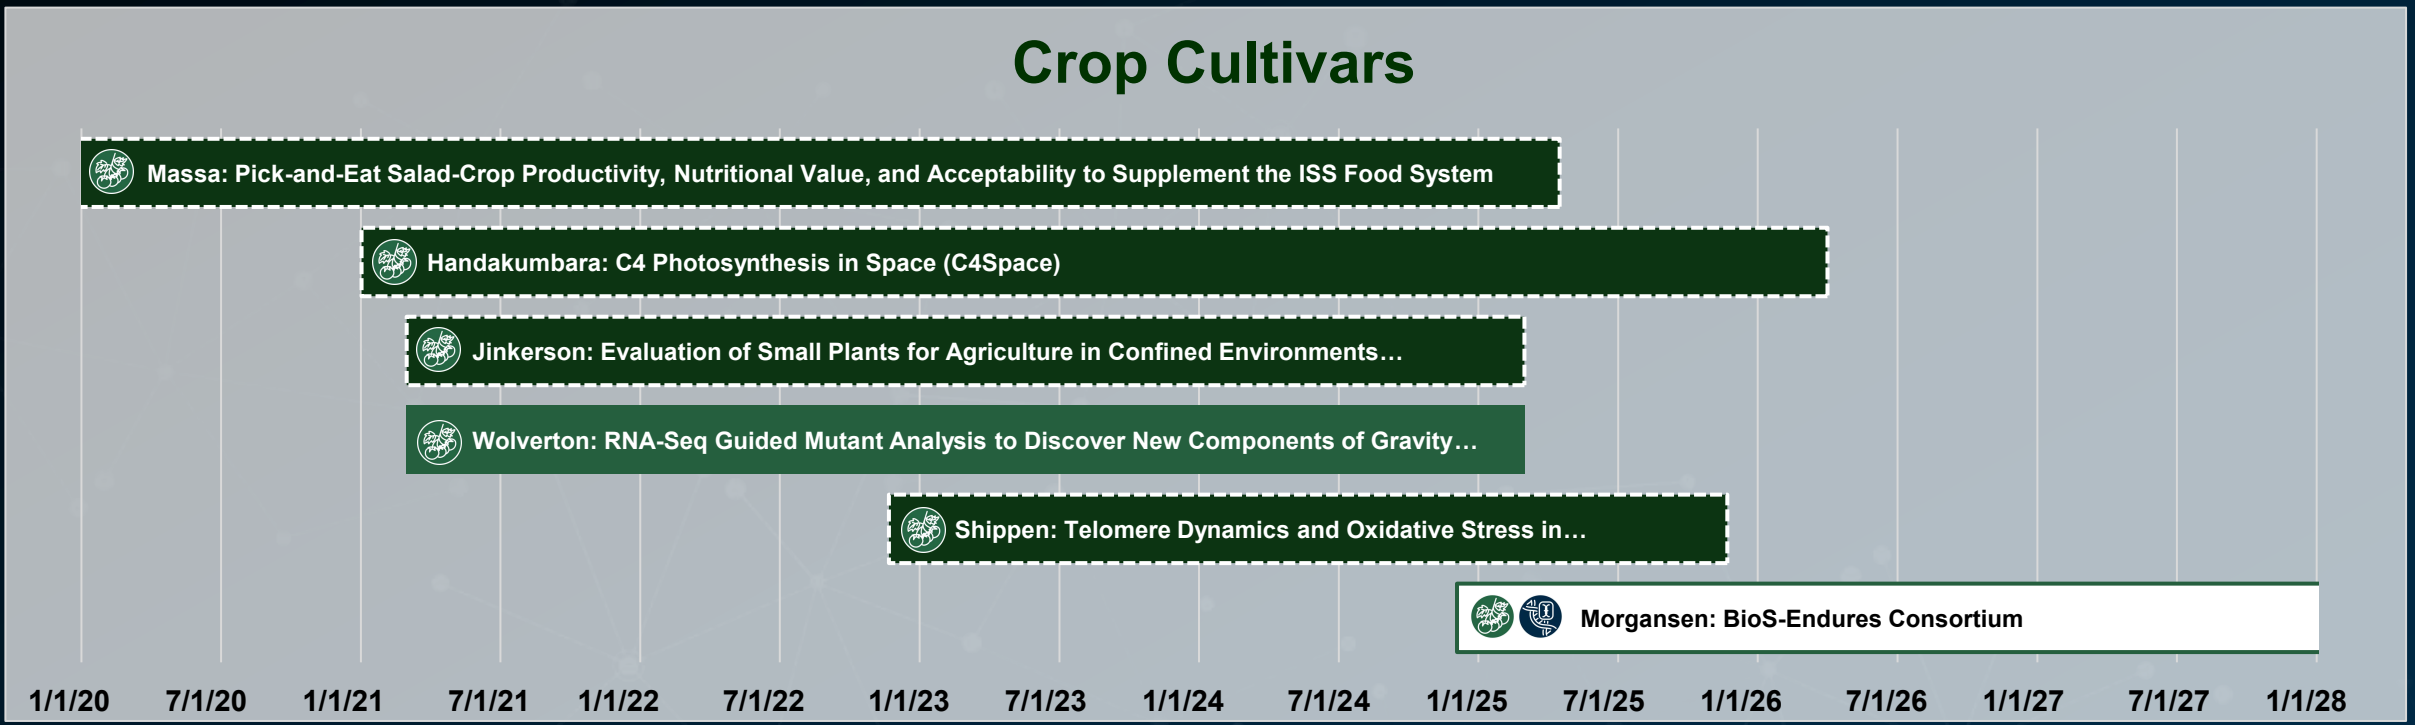 Crop Cultivars
Massa: Pick-and-Eat Salad-Crop Productivity, Nutritional Value, and Acceptability to Supplement the ISS Food System
Handakumbara: C4 Photosynthesis in Space (C4Space)
Jinkerson: Evaluation of Small Plants for Agriculture in Confined Environments…
Wolverton: RNA-Seq Guided Mutant Analysis to Discover New Components of Gravity…
Shippen: Telomere Dynamics and Oxidative Stress in…
Morgansen: BioS-Endures Consortium
1/1/20 7/1/20 1/1/21 7/1/21 1/1/22 7/1/22 1/1/23 7/1/23 1/1/24 7/1/24 1/1/25 7/1/25 1/1/26 7/1/26 1/1/27 7/1/27 1/1/28